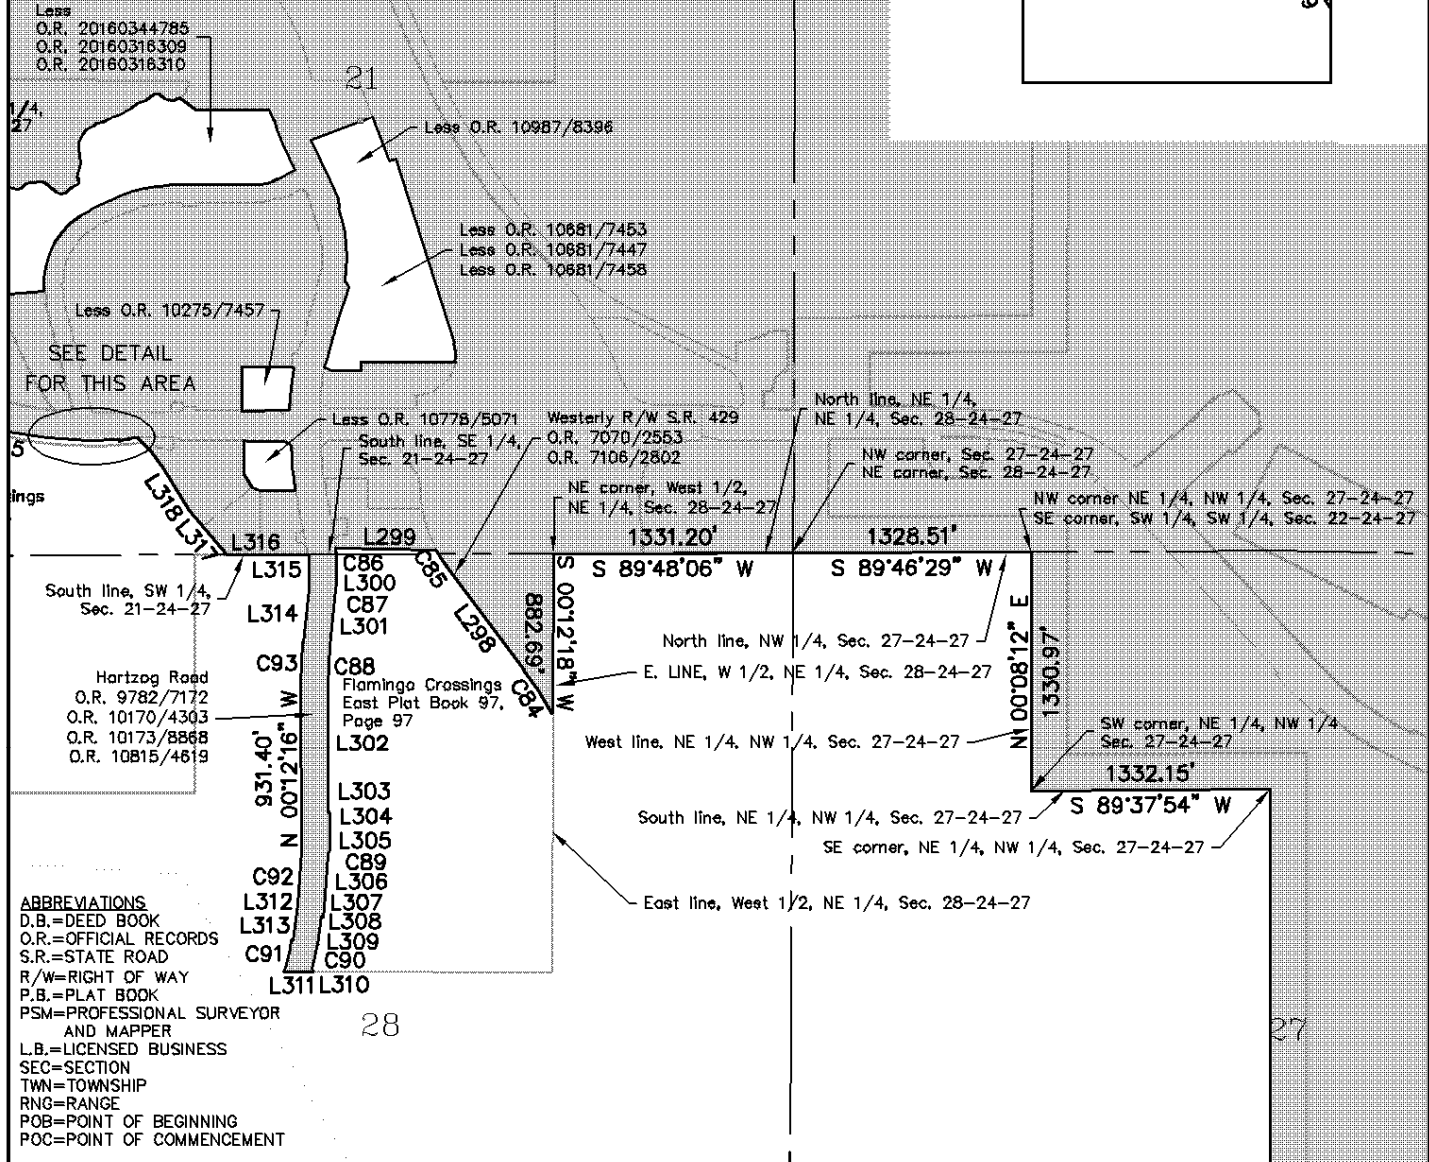 Less
O.R. 20160344785
O.R. 20160316309
O.R. 20160316310
1/4,
27
21
Less O.R. 10987/8396
Less O.R. 10681/7453
Less O.R. 10681/7447
Less O.R. 10681/7458
Less O.R. 10275/7457
SEE DETAIL
FOR THIS AREA
Less O.R. 10778/5071
South line, SE 1/4,
Sec. 21-24-27
Westerly R/W S.R. 429
O.R. 7070/2553
O.R. 7106/2802
North line, NE 1/4,
NE 1/4, Sec. 28-24-27
NW corner, Sec. 27-24-27
NE corner, Sec. 28-24-27
NE corner, West 1/2,
NE 1/4, Sec. 28-24-27
NW corner NE 1/4, NW 1/4, Sec. 27-24-27
SE corner, SW 1/4, SW 1/4, Sec. 22-24-27
5
ings
L318
L317
L316
L299
1331.20'
1328.51'
L315
C86
C85
S 89°48'06" W
S 89°46'29" W
L300
South line, SW 1/4,
Sec. 21-24-27
L314
C87
L301
L298
882.69'
S 00°12'18" W
N 00°08'12" E
1330.97'
North line, NW 1/4, Sec. 27-24-27
C93
C88
E. LINE, W 1/2, NE 1/4, Sec. 28-24-27
Hartzog Road
O.R. 9782/7172
O.R. 10170/4303
O.R. 10173/8868
O.R. 10815/4619
Flamingo Crossings
East Plat Book 97,
Page 97
C84
L302
West line, NE 1/4, NW 1/4, Sec. 27-24-27
SW corner, NE 1/4, NW 1/4
Sec. 27-24-27
931.40'
N 00°12'16" W
1332.15'
S 89°37'54" W
L303
L304
L305
South line, NE 1/4, NW 1/4, Sec. 27-24-27
SE corner, NE 1/4, NW 1/4, Sec. 27-24-27
C89
C92
L306
L312
L307
East line, West 1/2, NE 1/4, Sec. 28-24-27
L313
L308
L309
C91
C90
L311
L310
28
27
ABBREVIATIONS
D.B.=DEED BOOK
O.R.=OFFICIAL RECORDS
S.R.=STATE ROAD
R/W=RIGHT OF WAY
P.B.=PLAT BOOK
PSM=PROFESSIONAL SURVEYOR
AND MAPPER
L.B.=LICENSED BUSINESS
SEC=SECTION
TWN=TOWNSHIP
RNG=RANGE
POB=POINT OF BEGINNING
POC=POINT OF COMMENCEMENT